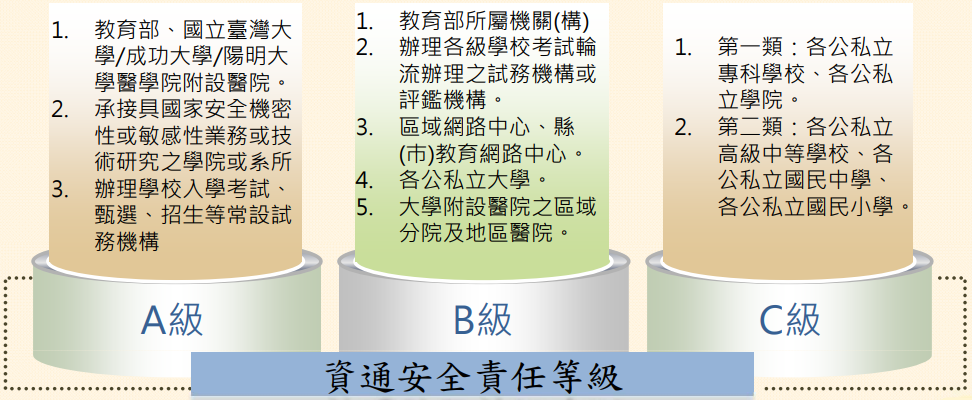 1. 教育部、國立臺灣大
學/成功大學/陽明大
學醫學院附設醫院。
2. 承接具國家安全機密
性或敏感性業務或技
術研究之學院或系所
3. 辦理學校入學考試、
甄選、招生等常設試
務機構
A級
1. 教育部所屬機關(構)
2. 辦理各級學校考試輪
流辦理之試務機構或
評鑑機構。
3. 區域網路中心、縣
(市)教育網路中心。
4. 各公私立大學。
5. 大學附設醫院之區域
分院及地區醫院。
B級
1. 第一類：各公私立
專科學校、各公私
立學院。
2. 第二類：各公私立
高級中等學校、各
公私立國民中學、
各公私立國民小學。
C級
資通安全責任等級